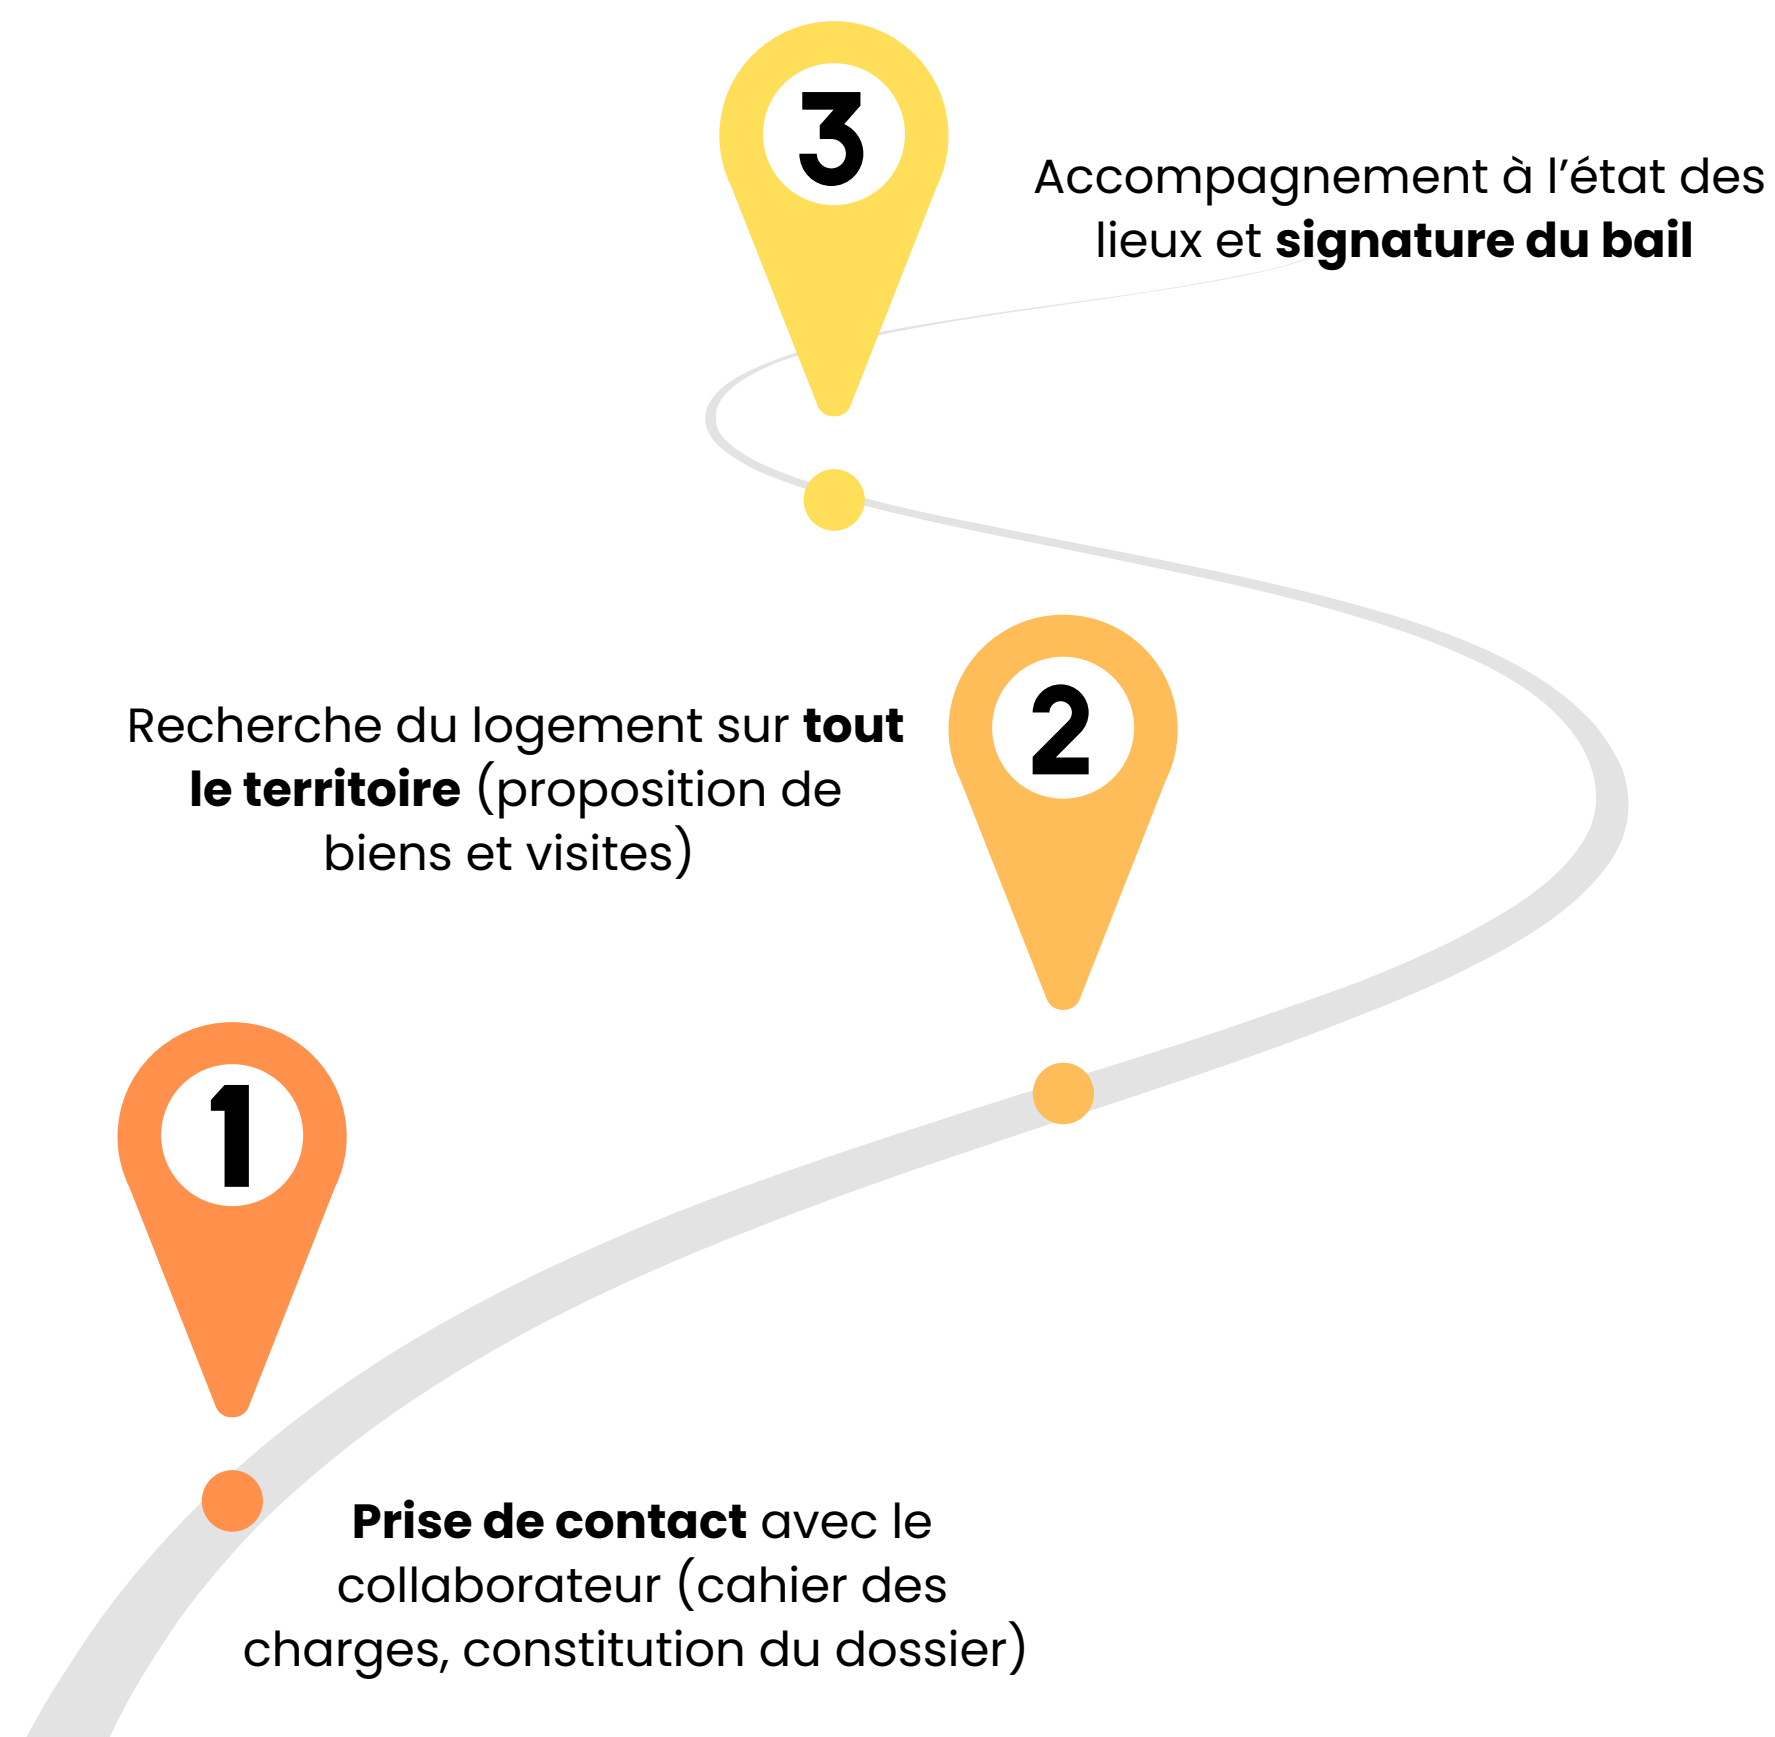 3
Accompagnement à l’état des
lieux et signature du bail
2
Recherche du logement sur tout
le territoire (proposition de
biens et visites)
1
Prise de contact avec le
collaborateur (cahier des
charges, constitution du dossier)